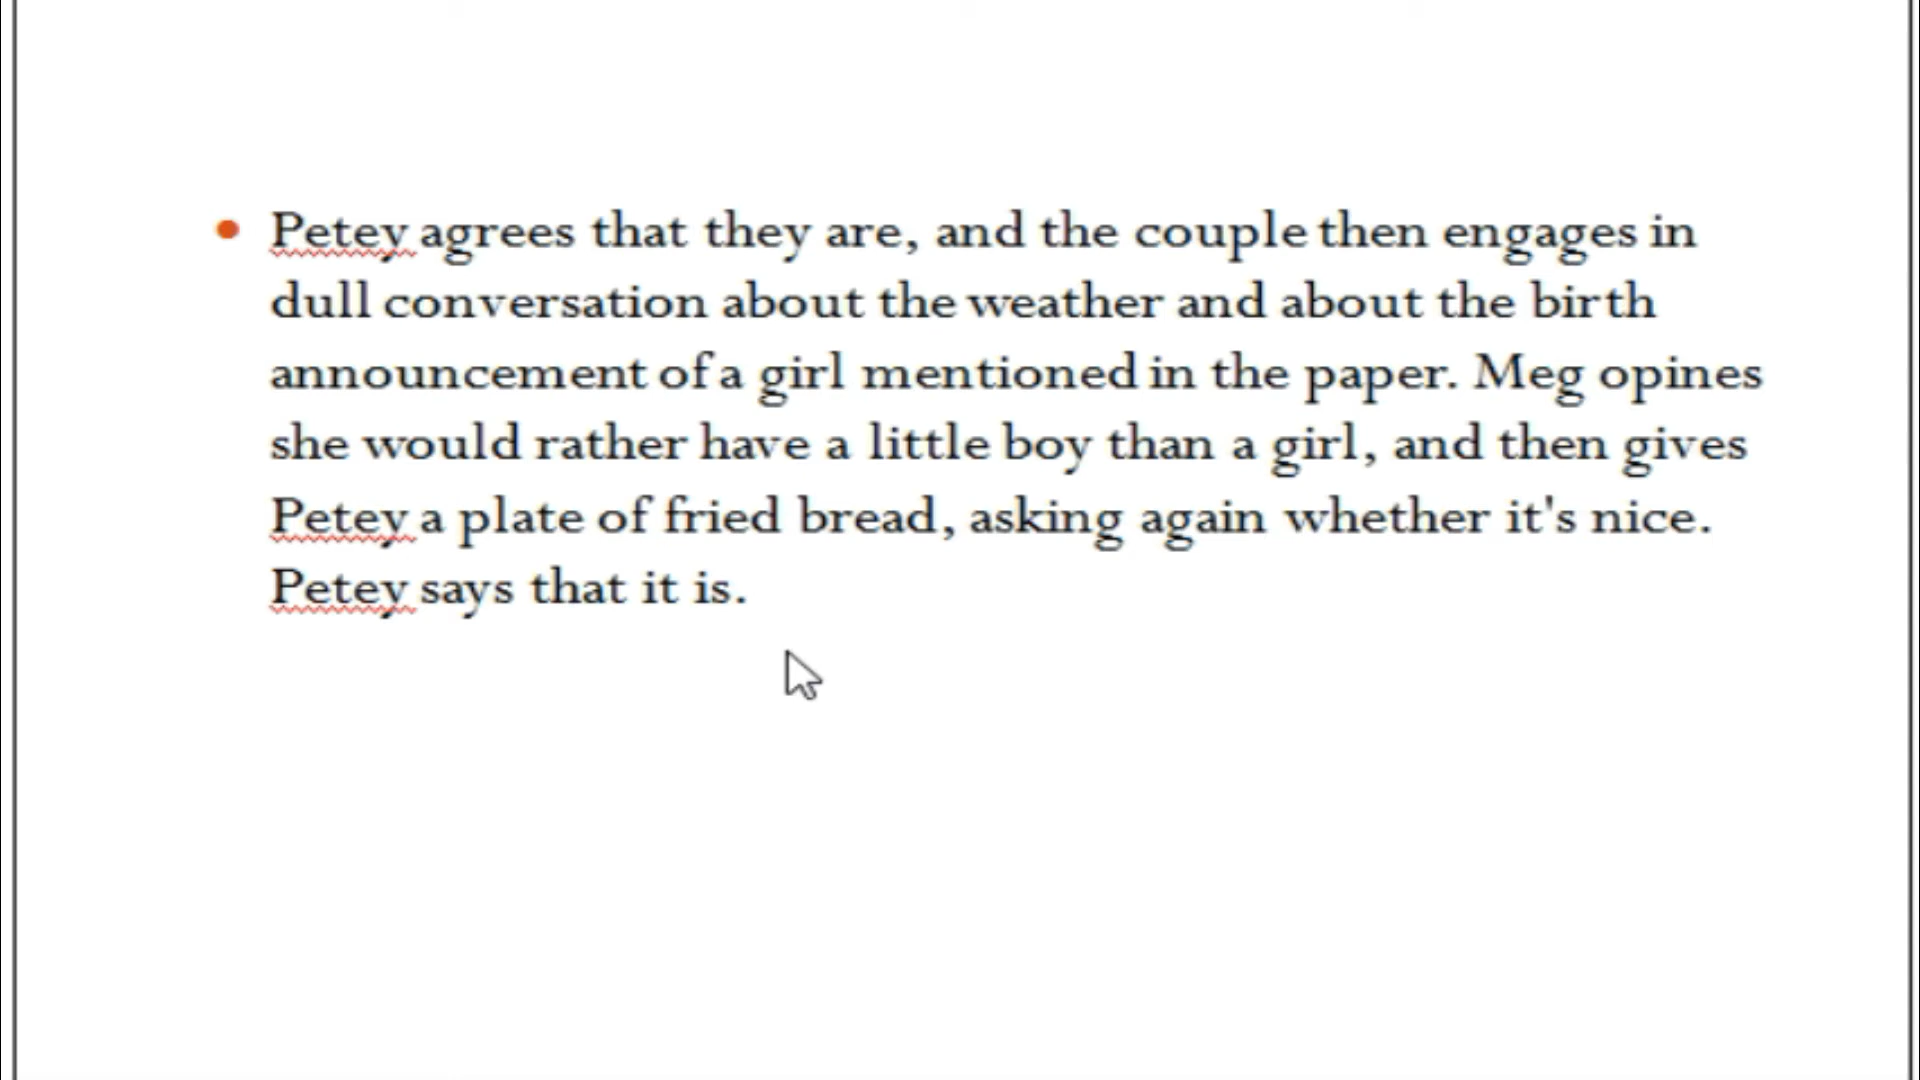 • Petey agrees that they are, and the couple then engages in
dull conversation about the weather and about the birth
announcement of a girl mentioned in the paper. Meg opines
she would rather have a little boy than a girl, and then gives
Petey a plate of fried bread, asking again whether it's nice.
Petey says that it is.